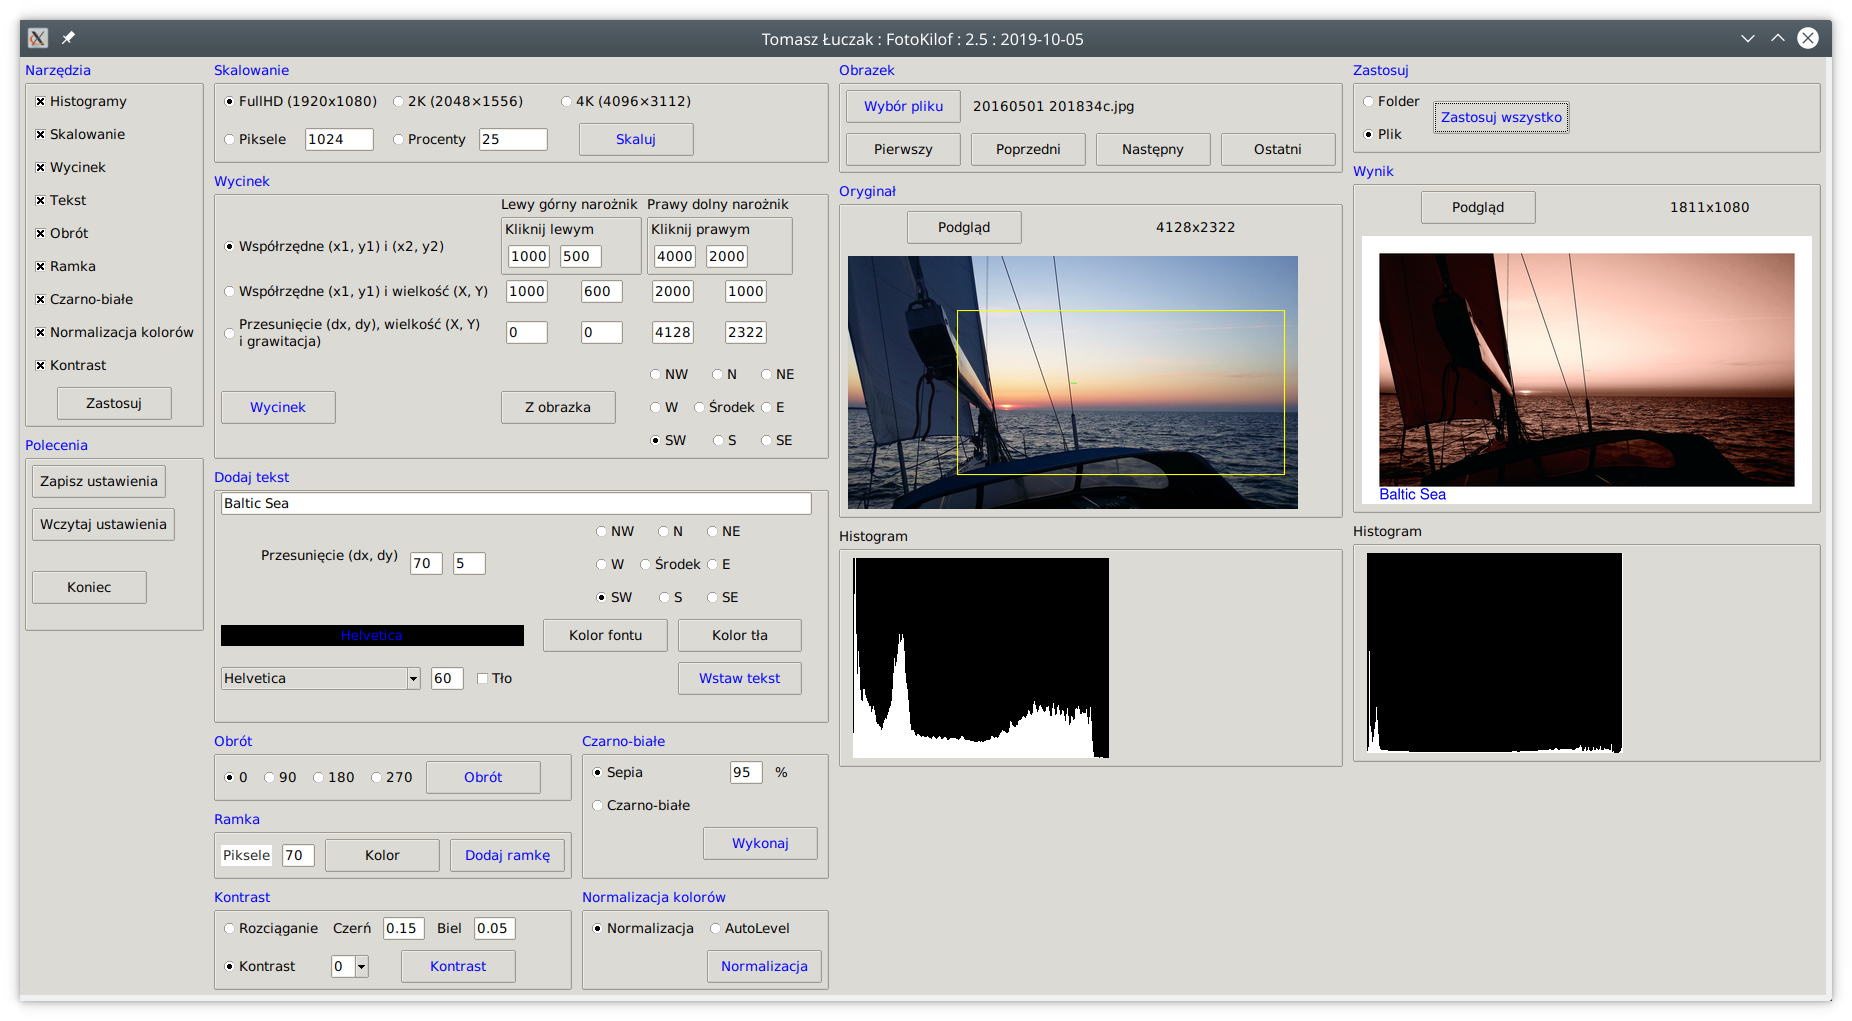 Tomasz Łuczak : FotoKilof : 2.5 : 2019-10-05
Narzędzia
Histogramy
Skalowanie
Wycinek
Tekst
Obrót
Ramka
Czarno-białe
Normalizacja kolorów
Kontrast
Zastosuj
Polecenia
Zapisz ustawienia
Wczytaj ustawienia
Koniec
Skalowanie
FullHD (1920x1080) 2K (2048×1556) 4K (4096×3112)
Piksele 1024 Procenty 25 Skaluj
Wycinek
Lewy górny narożnik Prawy dolny narożnik
Kliknij lewym Kliknij prawym
Współrzędne (x1, y1) i (x2, y2) 1000 500 4000 2000
Współrzędne (x1, y1) i wielkość (X, Y) 1000 600 2000 1000
Przesunięcie (dx, dy), wielkość (X, Y)
i grawitacja) 0 0 4128 2322
NW N NE
Wycinek Z obrazka W Środek E
SW S SE
Dodaj tekst
Baltic Sea
NW N NE
Przesunięcie (dx, dy) 70 5
W Środek E
SW S SE
Helvetica Kolor fontu Kolor tła
Helvetica 60 Tło Wstaw tekst
Obrót
0 90 180 270 Obrót
Ramka
Piksele 70 Kolor Dodaj ramkę
Kontrast
Rozciąganie Czerń 0.15 Biel 0.05
Kontrast 0 Kontrast
Czarno-białe
Sepia 95 %
Czarno-białe
Wykonaj
Normalizacja kolorów
Normalizacja AutoLevel
Normalizacja
Obrazek
Wybór pliku 20160501 201834c.jpg
Pierwszy Poprzedni Następny Ostatni
Oryginał
Podgląd 4128x2322
Histogram
Zastosuj
Folder
Plik
Zastosuj wszystko
Wynik
Podgląd 1811x1080
Baltic Sea
Histogram